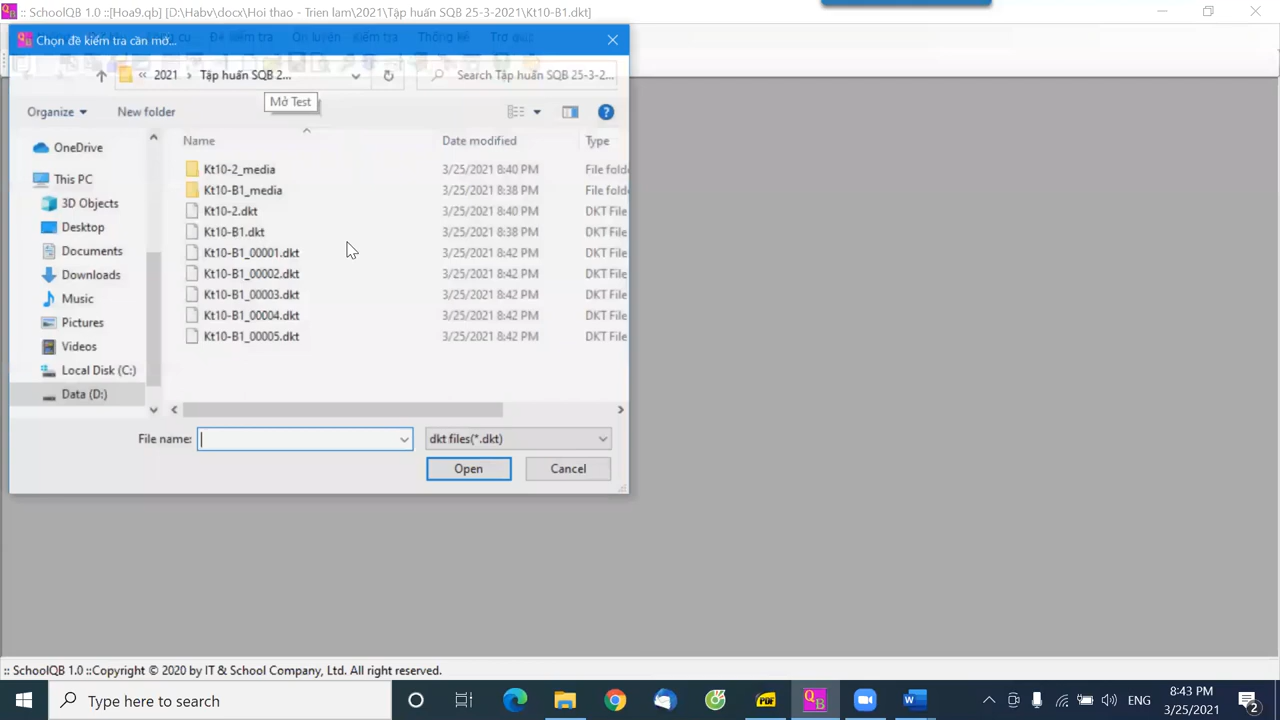 :: SchoolQB 1.0 ::[Hoa9.qb] [D:\Habv\docx\Hoi thao - Trien lam\2021\Tập huấn SQB 25-3-2021\Kt10-B1.dkt]
Chọn đề kiểm tra cần mở...
« 2021 › Tập huấn SQB 2...
Search Tập huấn SQB 25-3-2...
Mở Test
Organize
New folder
Name Date modified Type
OneDrive
This PC
3D Objects
Desktop
Documents
Downloads
Music
Pictures
Videos
Local Disk (C:)
Data (D:)
Kt10-2_media 3/25/2021 8:40 PM File fold
Kt10-B1_media 3/25/2021 8:38 PM File fold
Kt10-2.dkt 3/25/2021 8:40 PM DKT File
Kt10-B1.dkt 3/25/2021 8:38 PM DKT File
Kt10-B1_00001.dkt 3/25/2021 8:42 PM DKT File
Kt10-B1_00002.dkt 3/25/2021 8:42 PM DKT File
Kt10-B1_00003.dkt 3/25/2021 8:42 PM DKT File
Kt10-B1_00004.dkt 3/25/2021 8:42 PM DKT File
Kt10-B1_00005.dkt 3/25/2021 8:42 PM DKT File
File name:
dkt files(*.dkt)
Open
Cancel
:: SchoolQB 1.0 ::Copyright © 2020 by IT & School Company, Ltd. All right reserved.
Type here to search
ENG
8:43 PM
3/25/2021
2